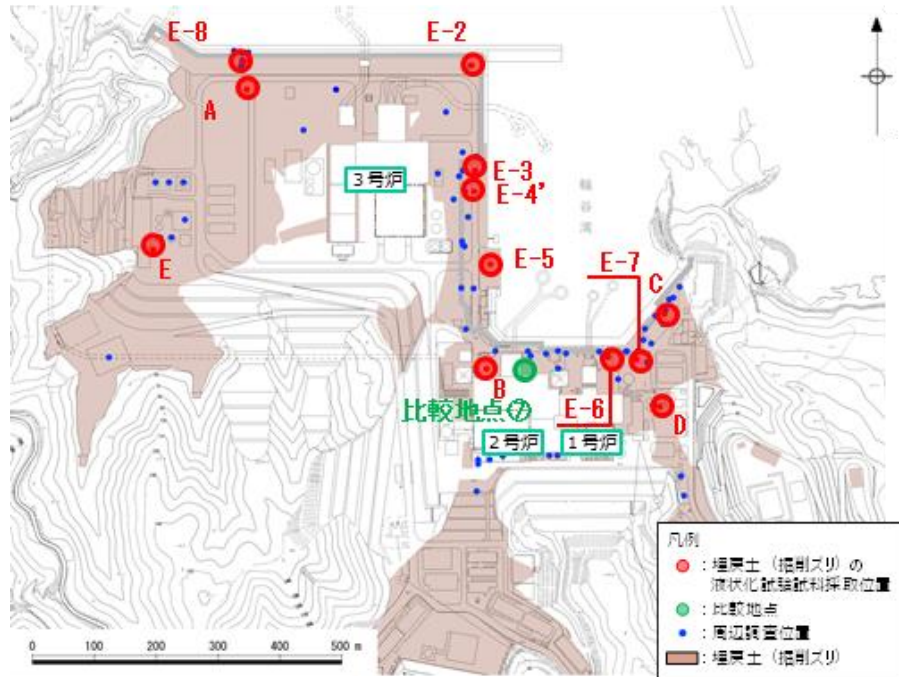 E-8
E-2
A
3号炉
E-3
E-4'
輪谷湾
E-5
E
E-7
C
B
比較地点⑦
E-6
D
2号炉
1号炉
凡例
：埋戻土（掘削ズリ）の
液状化試験試料採取位置
：比較地点
：周辺調査位置
：埋戻土（掘削ズリ）
0 100 200 300 400 500 m